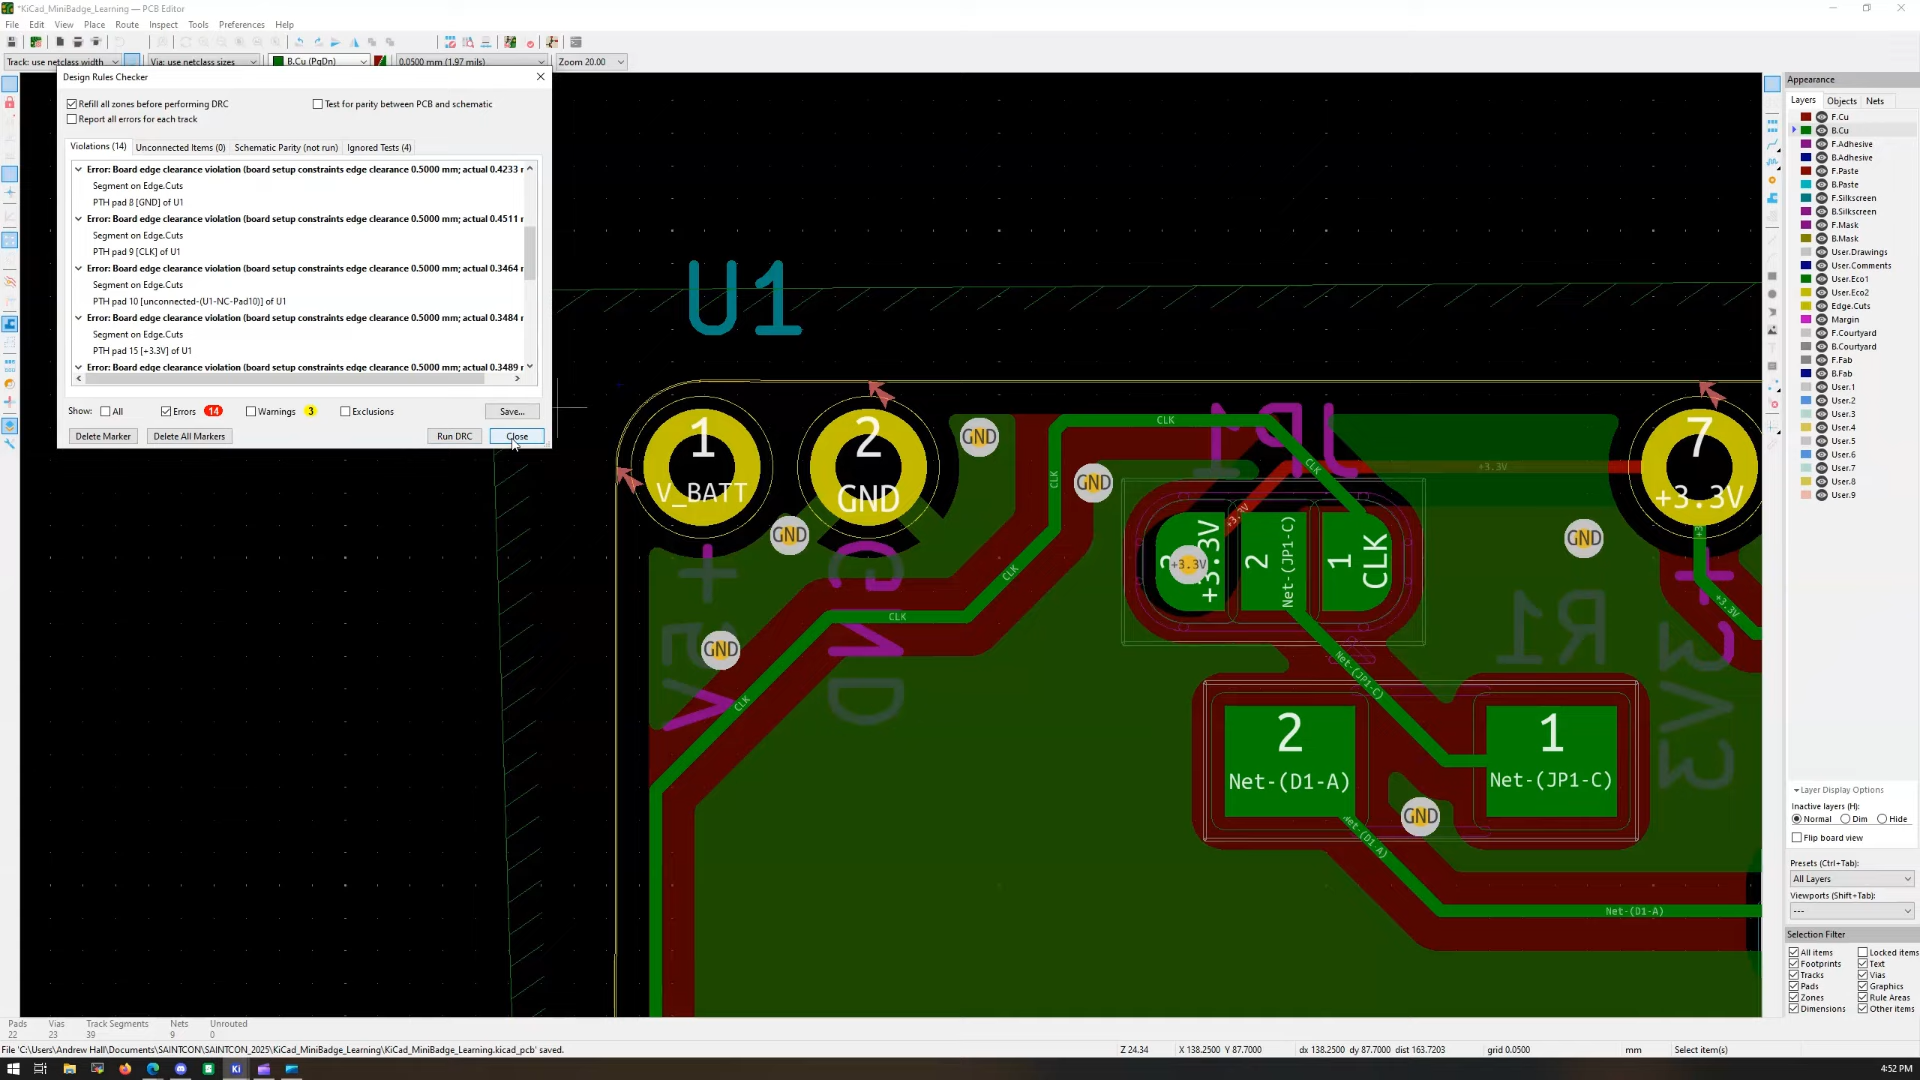 *KiCad_MiniBadge_Learning — PCB Editor
File Edit View Place Route Inspect Tools Preferences Help
Track: use netclass width Via: use netclass sizes B.Cu (PgDn) 0.0500 mm (1.97 mils) Zoom 20.00
Design Rules Checker
Refill all zones before performing DRC Test for parity between PCB and schematic
Report all errors for each track
Violations (14) Unconnected Items (0) Schematic Parity (not run) Ignored Tests (4)
Error: Board edge clearance violation (board setup constraints edge clearance 0.5000 mm; actual 0.4233 r
Segment on Edge.Cuts
PTH pad 8 [GND] of U1
Error: Board edge clearance violation (board setup constraints edge clearance 0.5000 mm; actual 0.4511 r
Segment on Edge.Cuts
PTH pad 9 [CLK] of U1
Error: Board edge clearance violation (board setup constraints edge clearance 0.5000 mm; actual 0.3464 r
Segment on Edge.Cuts
PTH pad 10 [unconnected-(U1-NC-Pad10)] of U1
Error: Board edge clearance violation (board setup constraints edge clearance 0.5000 mm; actual 0.3484 r
Segment on Edge.Cuts
PTH pad 15 [+3.3V] of U1
Error: Board edge clearance violation (board setup constraints edge clearance 0.5000 mm; actual 0.3489 r
Show: All Errors 14 Warnings 3 Exclusions Save...
Delete Marker Delete All Markers Run DRC Close
U1
1
V_BATT
2
GND
7
+3.3V
JP1
GND
GND
GND
GND
GND
GND
CLK
CLK
CLK
CLK
CLK
CLK
+3.3V
+3.3V
+3.3V
+3.3V
3
+3.3V
2
Net-(JP1-C)
1
CLK
+5V
GND
R1
+3V3
Net-(JP1-C)
2
Net-(D1-A)
1
Net-(JP1-C)
Net-(D1-A)
Net-(D1-A)
Appearance
Layers Objects Nets
F.Cu
B.Cu
F.Adhesive
B.Adhesive
F.Paste
B.Paste
F.Silkscreen
B.Silkscreen
F.Mask
B.Mask
User.Drawings
User.Comments
User.Eco1
User.Eco2
Edge.Cuts
Margin
F.Courtyard
B.Courtyard
F.Fab
B.Fab
User.1
User.2
User.3
User.4
User.5
User.6
User.7
User.8
User.9
Layer Display Options
Inactive layers (H):
Normal Dim Hide
Flip board view
Presets (Ctrl+Tab):
All Layers
Viewports (Shift+Tab):
---
Selection Filter
All items Locked items
Footprints Text
Tracks Vias
Pads Graphics
Zones Rule Areas
Dimensions Other items
Pads Vias Track Segments Nets Unrouted
22 23 39 9 0
File 'C:\Users\Andrew Hall\Documents\SAINTCON\SAINTCON_2025\KiCad_MiniBadge_Learning\KiCad_MiniBadge_Learning.kicad_pcb' saved. Z 24.34 X 138.2500 Y 87.7000 dx 138.2500 dy 87.7000 dist 163.7203 grid 0.0500 mm Select item(s)
4:52 PM